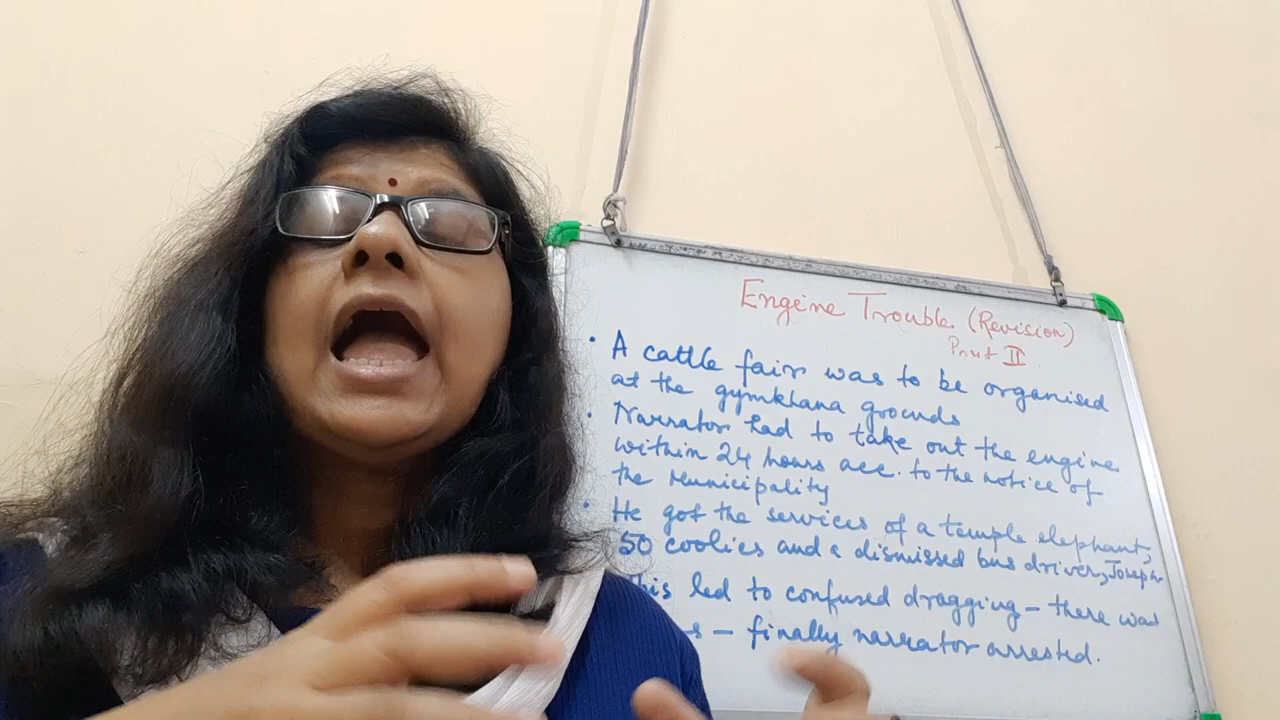 Engine Trouble (Revision)
Part II
• A cattle fair was to be organised
at the gymkhana grounds
• Narrator had to take out the engine
within 24 hours acc. to the notice of
the Municipality
• He got the services of a temple elephant,
50 coolies and a dismissed bus driver, Joseph
his led to confused dragging - there was
s - finally narrator arrested.